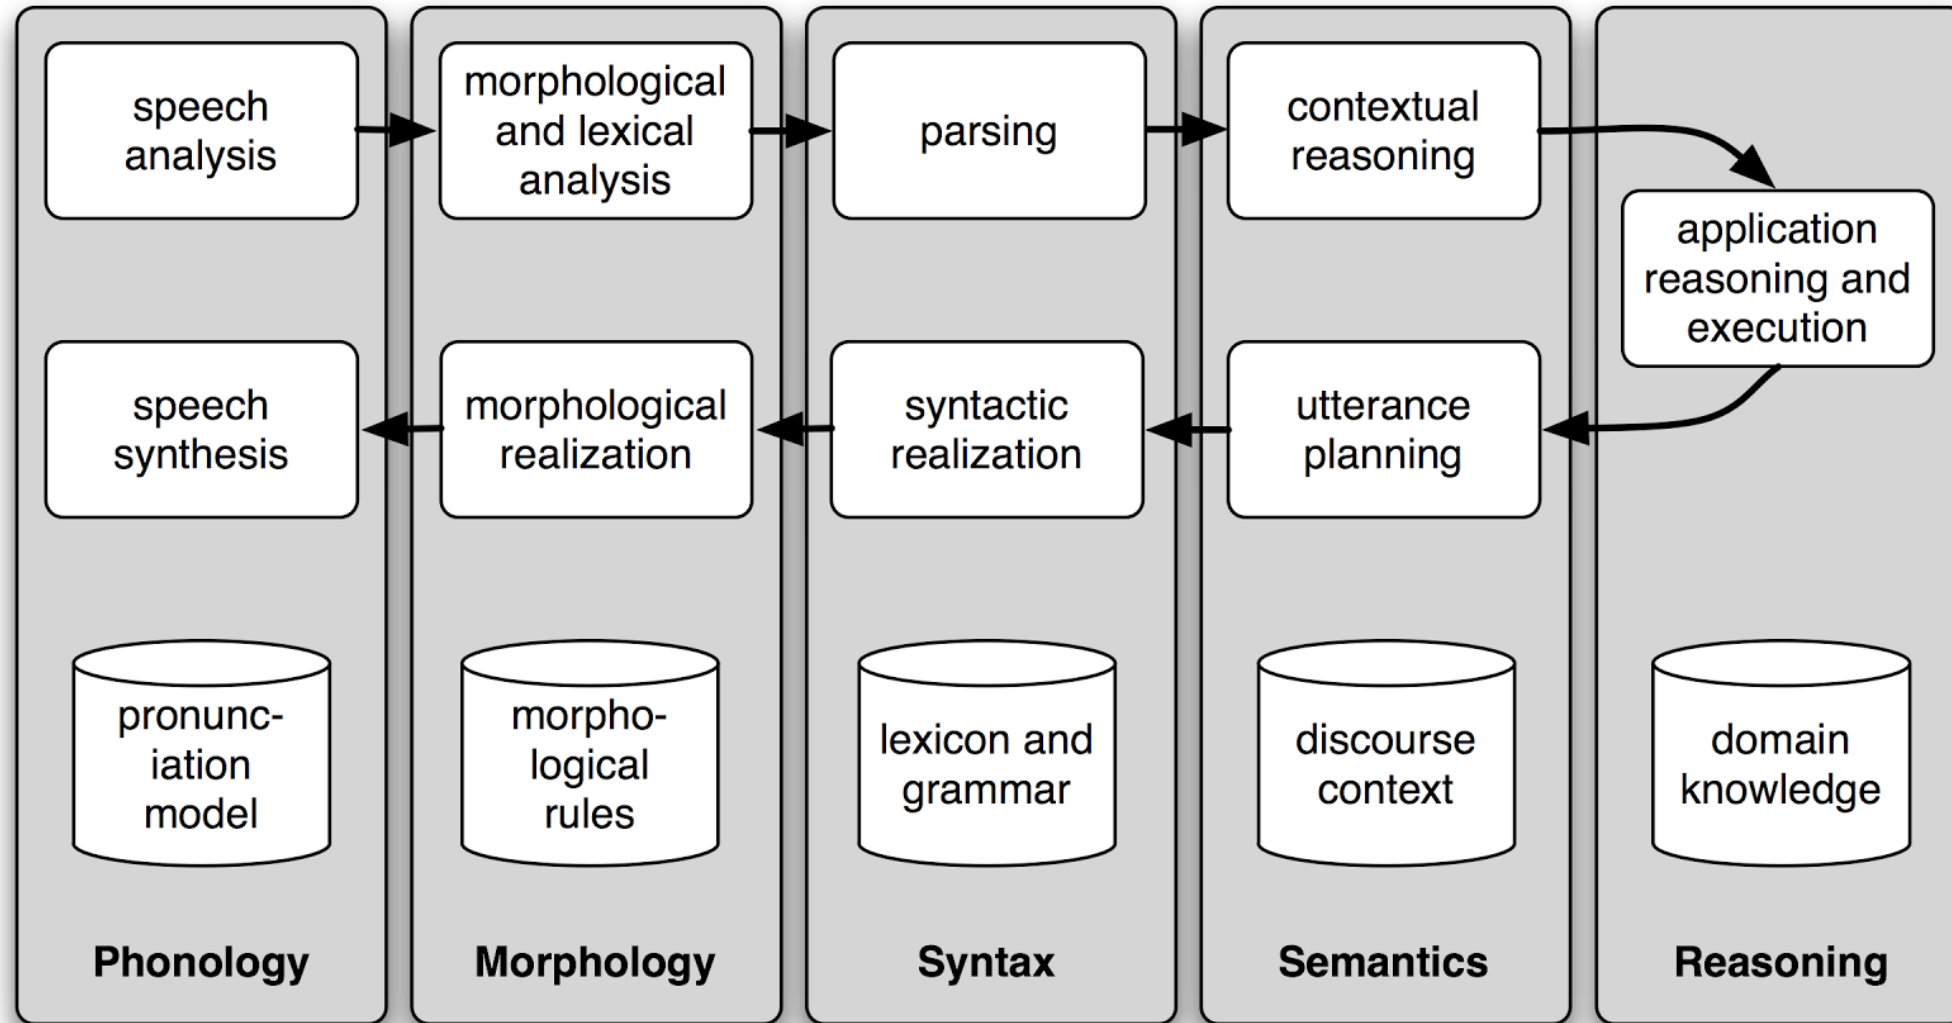 speech
analysis
morphological
and lexical
analysis
parsing
contextual
reasoning
application
reasoning and
execution
speech
synthesis
morphological
realization
syntactic
realization
utterance
planning
pronunc-
iation
model
morpho-
logical
rules
lexicon and
grammar
discourse
context
domain
knowledge
Phonology
Morphology
Syntax
Semantics
Reasoning